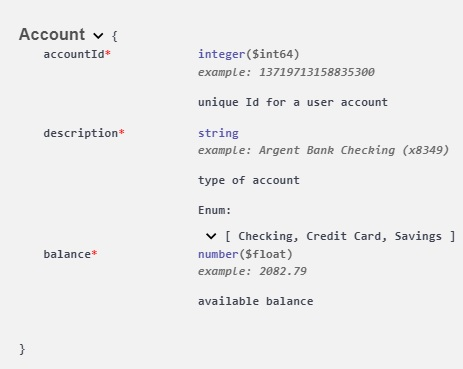 Account {
accountId* integer($int64)
example: 13719713158835300
unique Id for a user account
description* string
example: Argent Bank Checking (x8349)
type of account
Enum:
[ Checking, Credit Card, Savings ]
balance* number($float)
example: 2082.79
available balance
}